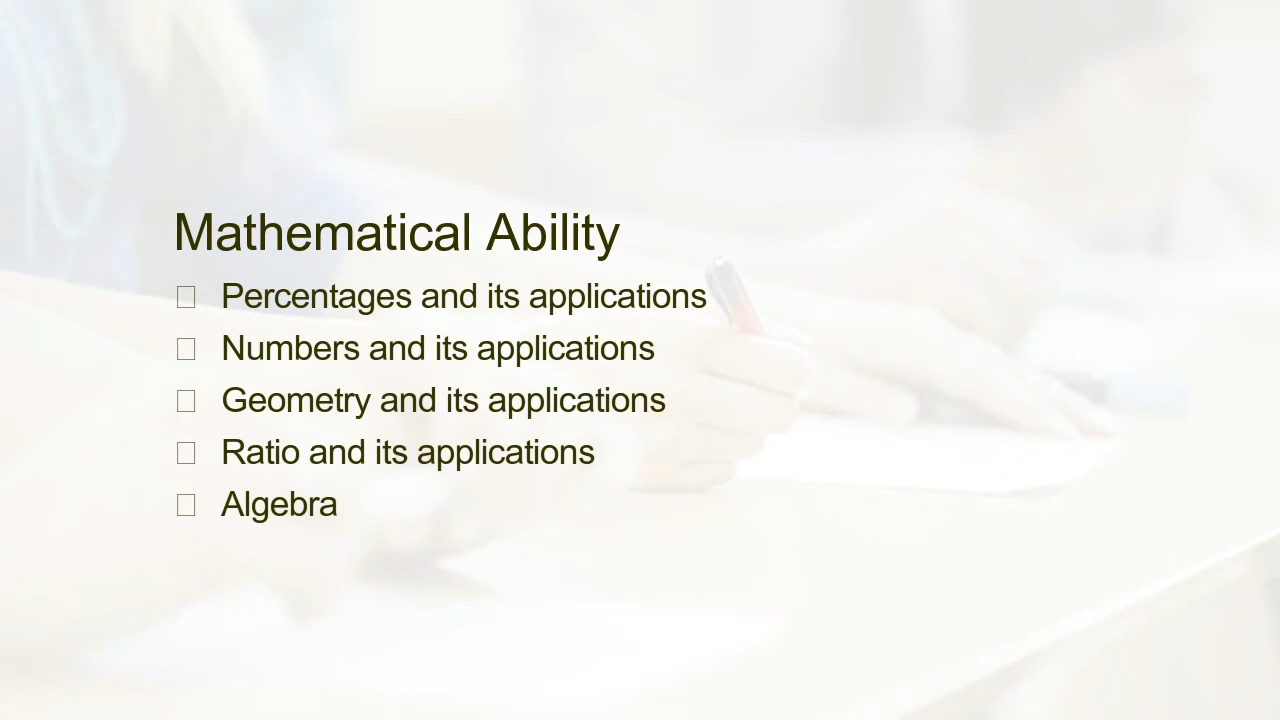 Mathematical Ability
Percentages and its applications
Numbers and its applications
Geometry and its applications
Ratio and its applications
Algebra